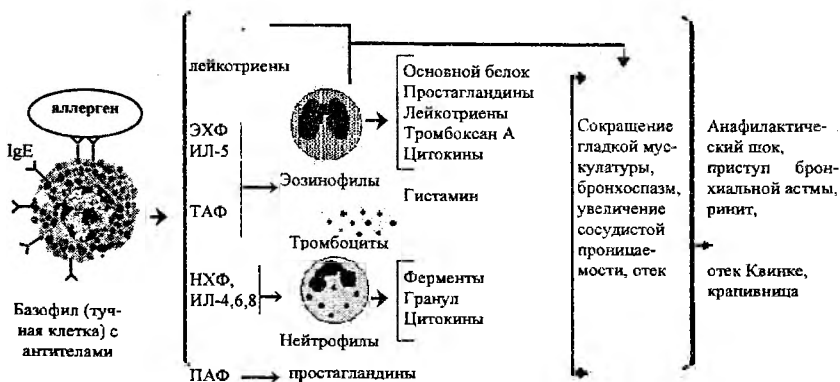 аллерген
IgE
Базофил (туч-
ная клетка) с
антителами
лейкотриены
ЭХФ
ИЛ-5
ТАФ
НХФ,
ИЛ-4,6,8
ПАФ
Эозинофилы
Тромбоциты
Нейтрофилы
простагландины
Основной белок
Простагландины
Лейкотриены
Тромбоксан А
Цитокины
Гистамин
Ферменты
Гранул
Цитокины
Сокращение
гладкой мус-
кулатуры,
бронхоспазм,
увеличение
сосудистой
проницае-
мости, отек
Анафилактиче-
ский шок,
приступ брон-
хиальной астмы,
ринит,
отек Квинке,
крапивница